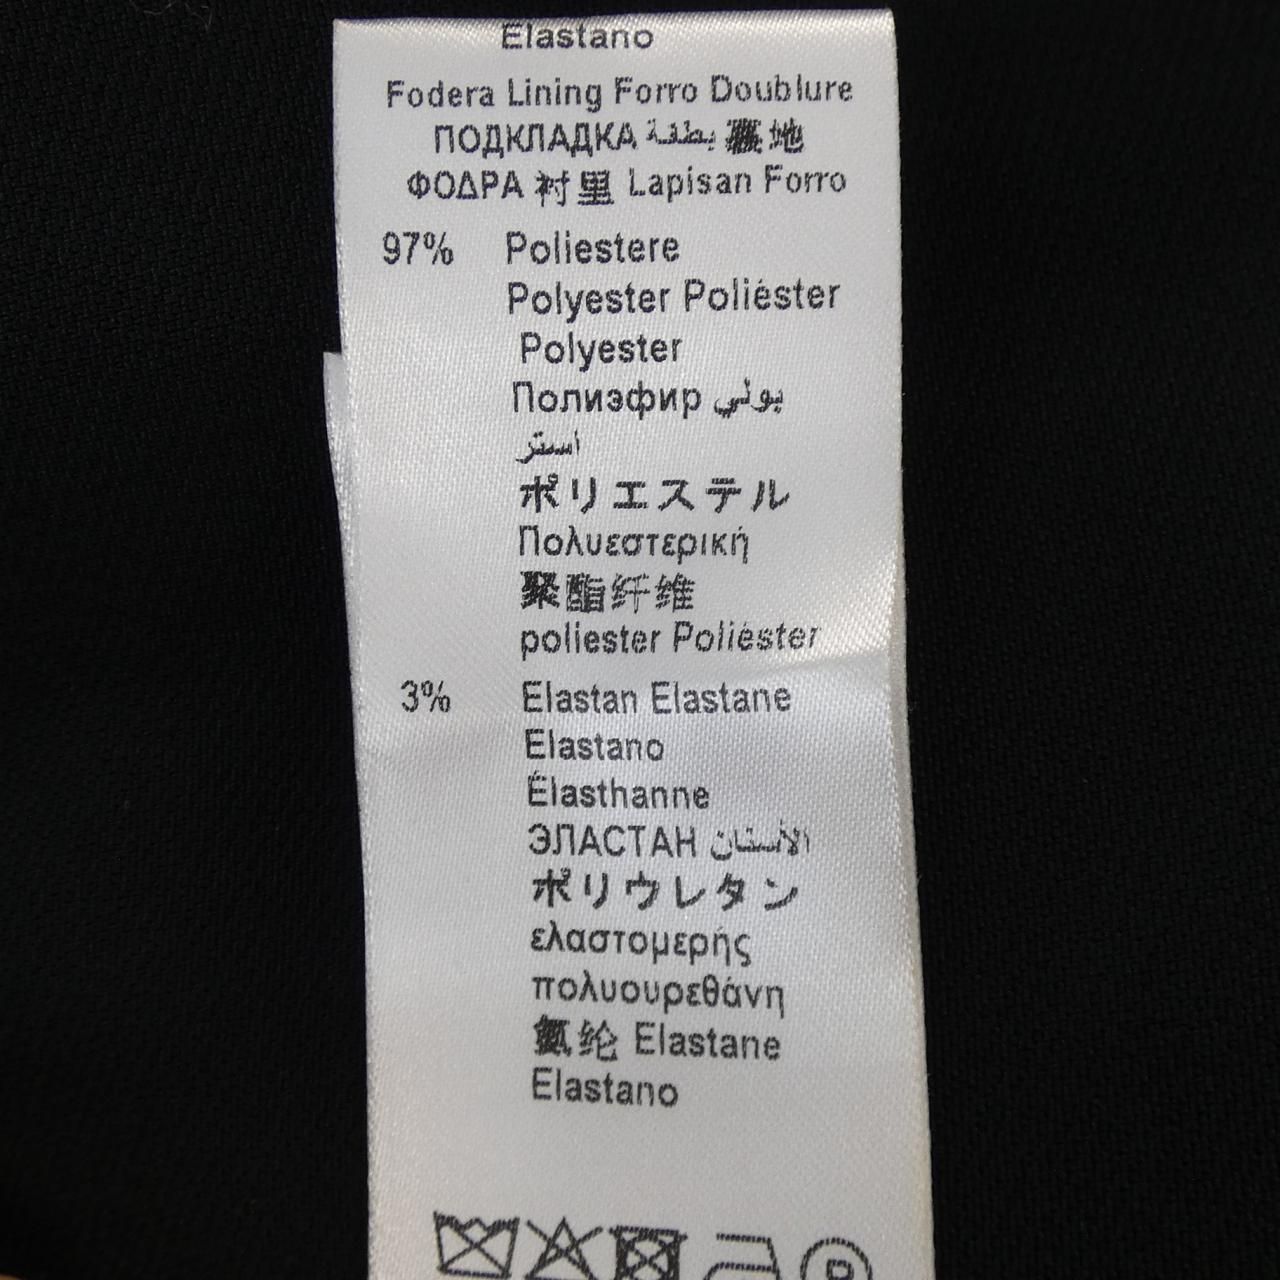 Elastano
Fodera Lining Forro Doublure
ПОДКЛАДКА بطانة 裏地
ΦΟΔΡΑ 衬里 Lapisan Forro
97% Poliestere
Polyester Poliéster
Polyester
Полиэфир بولي
استر
ポリエステル
Πολυεστερική
聚酯纤维
poliester Poliéster
3% Elastan Elastane
Elastano
Élasthanne
ЭЛАСТАН الأستان
ポリウレタン
ελαστομερής
πολυουρεθάνη
氨纶 Elastane
Elastano
P